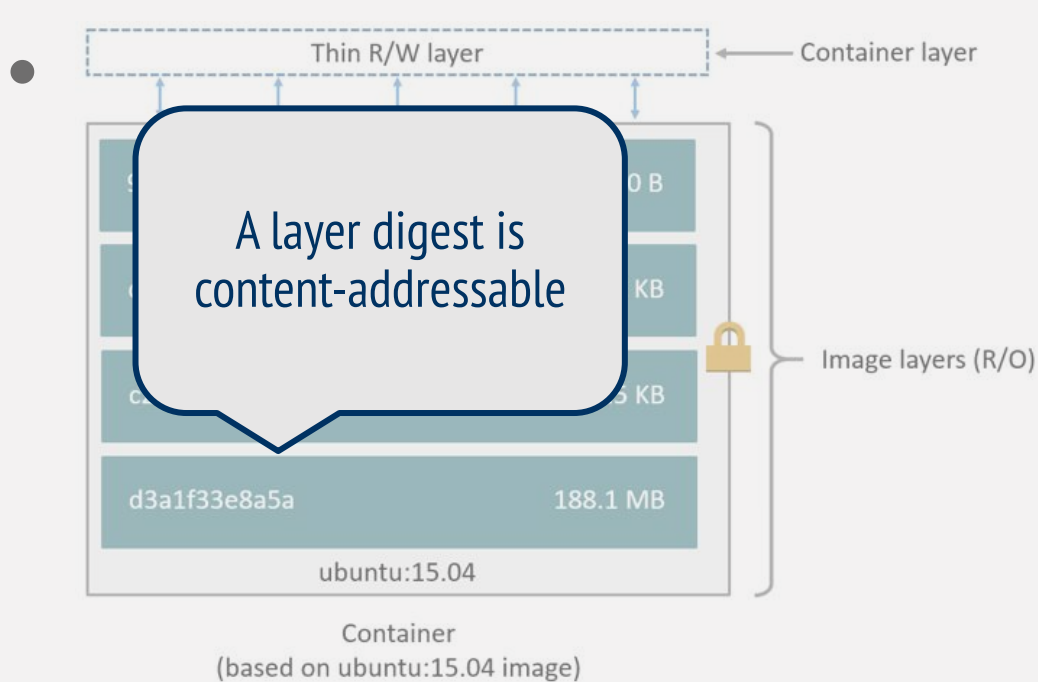 Thin R/W layer
Container layer
0 B
A layer digest is
content-addressable
KB
Image layers (R/O)
KB
d3a1f33e8a5a 188.1 MB
ubuntu:15.04
Container
(based on ubuntu:15.04 image)